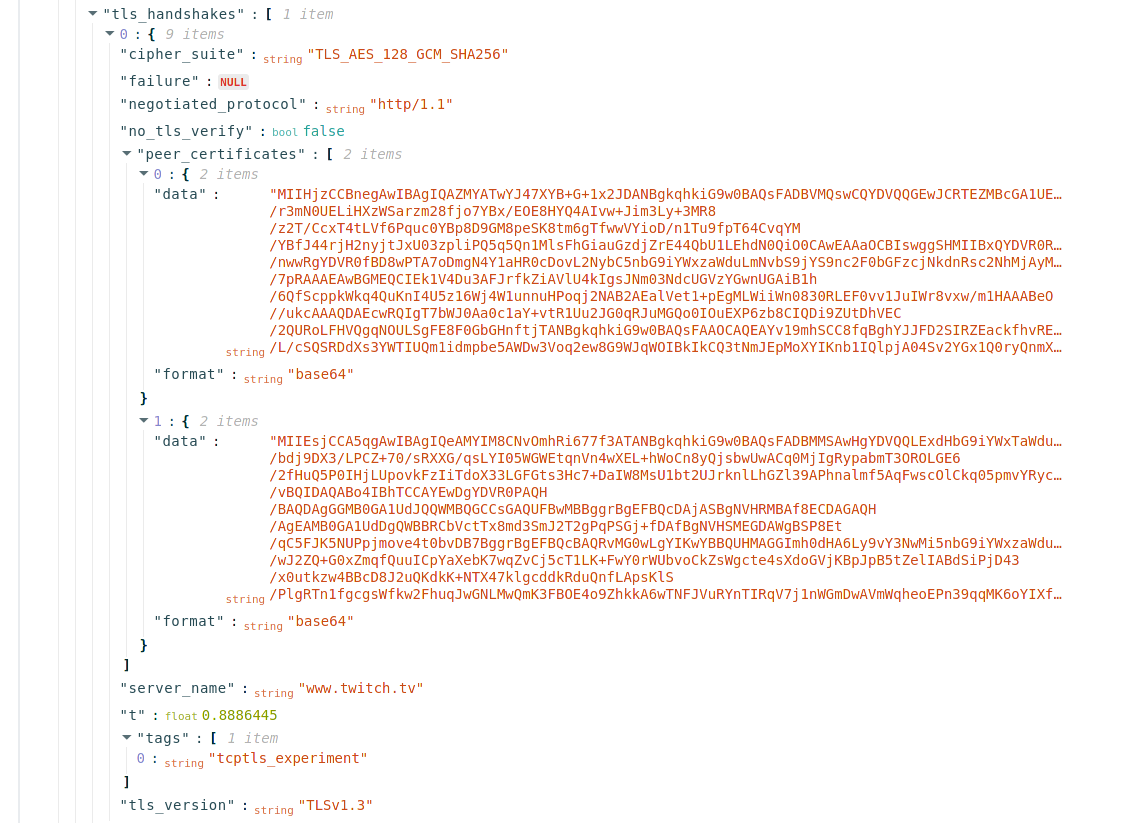 "tls_handshakes" : [ 1 item
0 : { 9 items
"cipher_suite" : string "TLS_AES_128_GCM_SHA256"
"failure" : NULL
"negotiated_protocol" : string "http/1.1"
"no_tls_verify" : bool false
"peer_certificates" : [ 2 items
0 : { 2 items
"data" : "MIIHjzCCBnegAwIBAgIQAZMYATwYJ47XYB+G+1x2JDANBgkqhkiG9w0BAQsFADBVMQswCQYDVQQGEwJCRTEZMBcGA1UE…
/r3mN0UELiHXzWSarzm28fjo7YBx/EOE8HYQ4AIvw+Jim3Ly+3MR8
/z2T/CcxT4tLVf6Pquc0YBp8D9GM8peSK8tm6gTfwwVYioD/n1Tu9fpT64CvqYM
/YBfJ44rjH2nyjtJxU03zpliPQ5q5Qn1MlsFhGiauGzdjZrE44QbU1LEhdN0QiO0CAwEAAaOCBIswggSHMIIBxQYDVR0R…
/nwwRgYDVR0fBD8wPTA7oDmgN4Y1aHR0cDovL2NybC5nbG9iYWxzaWduLmNvbS9jYS9nc2F0bGFzcjNkdnRsc2NhMjAyM…
/7pRAAAEAwBGMEQCIEk1V4Du3AFJrfkZiAVlU4kIgsJNm03NdcUGVzYGwnUGAiB1h
/6QfScppkWkq4QuKnI4U5z16Wj4W1unnuHPoqj2NAB2AEalVet1+pEgMLWiiWn0830RLEF0vv1JuIWr8vxw/m1HAAABeO
//ukcAAAQDAEcwRQIgT7bWJ0Aa0c1aY+vtR1Uu2JG0qRJuMGQo0IOuEXP6zb8CIQDi9ZUtDhVEC
/2QURoLFHVQgqNOULSgFE8F0GbGHnftjTANBgkqhkiG9w0BAQsFAAOCAQEAYv19mhSCC8fqBghYJJFD2SIRZEackfhvRE…
string /L/cSQSRDdXs3YWTIUQm1idmpbe5AWDw3Voq2ew8G9WJqWOIBkIkCQ3tNmJEpMoXYIKnb1IQlpjA04Sv2YGx1Q0ryQnmX…
"format" : string "base64"
}
1 : { 2 items
"data" : "MIIEsjCCA5qgAwIBAgIQeAMYIM8CNvOmhRi677f3ATANBgkqhkiG9w0BAQsFADBMMSAwHgYDVQQLExdHbG9iYWxTaWdu…
/bdj9DX3/LPCZ+70/sRXXG/qsLYI05WGWEtqnVn4wXEL+hWoCn8yQjsbwUwACq0MjIgRypabmT3OROLGE6
/2fHuQ5P0IHjLUpovkFzIiTdoX33LGFGts3Hc7+DaIW8MsU1bt2UJrknlLhGZl39APhnalmf5AqFwscOlCkq05pmvYRyc…
/vBQIDAQABo4IBhTCCAYEwDgYDVR0PAQH
/BAQDAgGGMB0GA1UdJQQWMBQGCCsGAQUFBwMBBggrBgEFBQcDAjASBgNVHRMBAf8ECDAGAQH
/AgEAMB0GA1UdDgQWBBRCbVctTx8md3SmJ2T2gPqPSGj+fDAfBgNVHSMEGDAWgBSP8Et
/qC5FJK5NUPpjmove4t0bvDB7BggrBgEFBQcBAQRvMG0wLgYIKwYBBQUHMAGGImh0dHA6Ly9vY3NwMi5nbG9iYWxzaWdu…
/wJ2ZQ+G0xZmqfQuuICpYaXebK7wqZvCj5cT1LK+FwY0rWUbvoCkZsWgcte4sXdoGVjKBpJpB5tZelIABdSiPjD43
/x0utkzw4BBcD8J2uQKdkK+NTX47klgcddkRduQnfLApsKlS
string /PlgRTn1fgcgsWfkw2FhuqJwGNLMwQmK3FBOE4o9ZhkkA6wTNFJVuRYnTIRqV7j1nWGmDwAVmWqheoEPn39qqMK6oYIXf…
"format" : string "base64"
}
]
"server_name" : string "www.twitch.tv"
"t" : float 0.8886445
"tags" : [ 1 item
0 : string "tcptls_experiment"
]
"tls_version" : string "TLSv1.3"